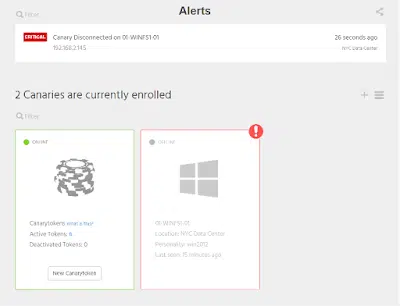 Alerts
Filter
CRITICAL Canary Disconnected on 01-WINFS1-01 26 seconds ago
192.168.2.145 NYC Data Center
2 Canaries are currently enrolled
Filter
ONLINE
OFFLINE
Canarytokens what's this?
Active Tokens: 6
Deactivated Tokens: 0
New Canarytoken
01-WINFS1-01
Location: NYC Data Center
Personality: win2012
Last seen: 15 minutes ago